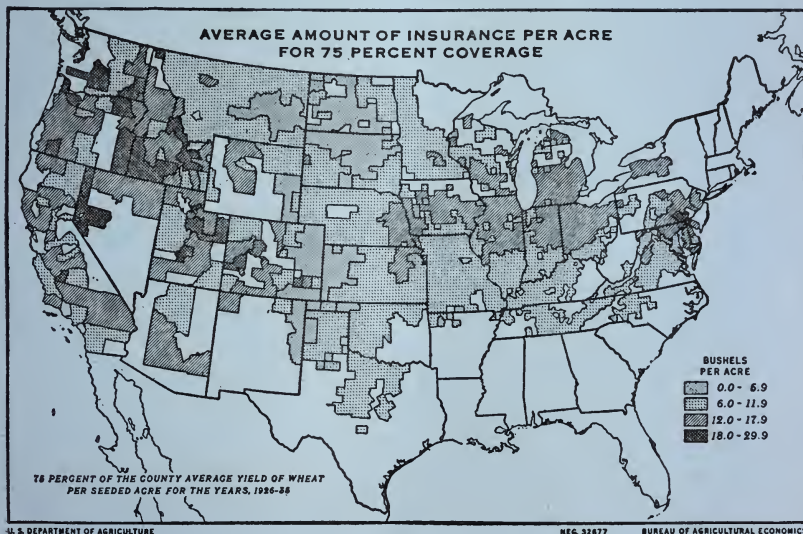 AVERAGE AMOUNT OF INSURANCE PER ACRE
FOR 75 PERCENT COVERAGE
BUSHELS
PER ACRE
0.0 - 5.9
6.0 - 11.9
12.0 - 17.9
18.0 - 29.9
75 PERCENT OF THE COUNTY AVERAGE YIELD OF WHEAT
PER SEEDED ACRE FOR THE YEARS, 1926-35
U. S. DEPARTMENT OF AGRICULTURE
NEG. 32677
BUREAU OF AGRICULTURAL ECONOMICS